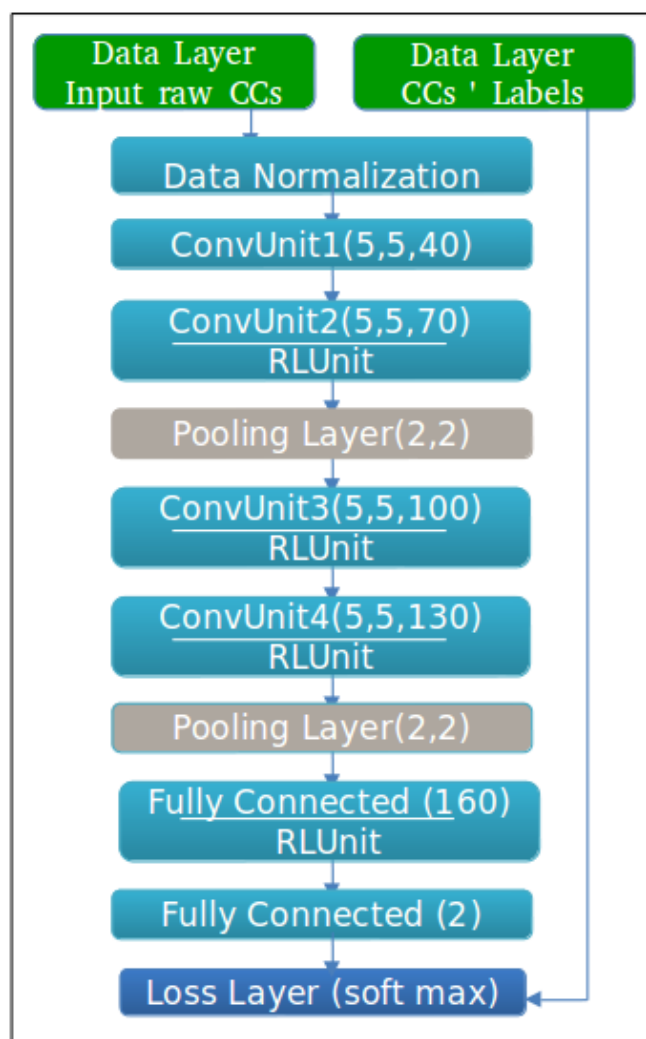 Data Layer
Input raw CCs
Data Layer
CCs ' Labels
Data Normalization
ConvUnit1(5,5,40)
ConvUnit2(5,5,70)
RLUnit
Pooling Layer(2,2)
ConvUnit3(5,5,100)
RLUnit
ConvUnit4(5,5,130)
RLUnit
Pooling Layer(2,2)
Fully Connected (160)
RLUnit
Fully Connected (2)
Loss Layer (soft max)